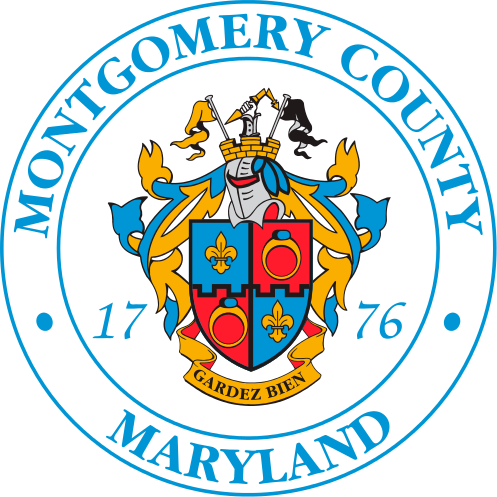 MONTGOMERY COUNTY
17 76
GARDEZ BIEN
MARYLAND